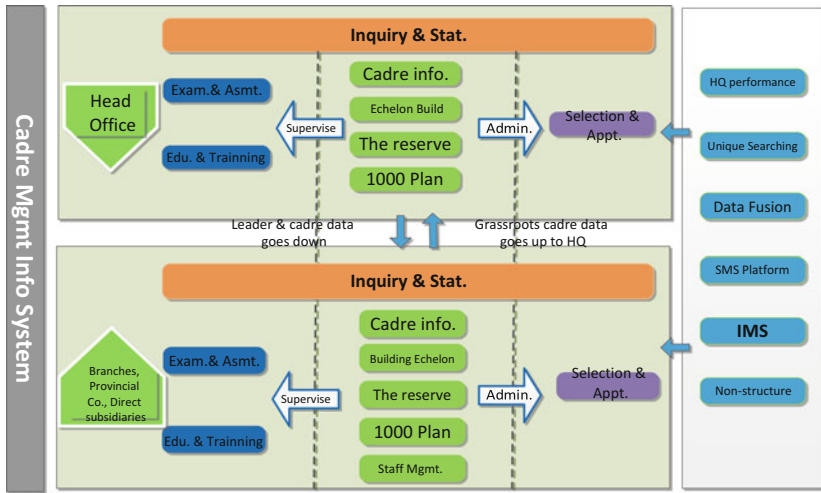 Cadre Mgmt Info System
Inquiry & Stat.
Head
Office
Exam.& Asmt.
Edu. & Trainning
Supervise
Cadre info.
Echelon Build
The reserve
1000 Plan
Admin.
Selection &
Appt.
Leader & cadre data
goes down
Grassroots cadre data
goes up to HQ
Inquiry & Stat.
Branches,
Provincial
Co., Direct
subsidiaries
Exam.& Asmt.
Edu. & Trainning
Supervise
Cadre info.
Building Echelon
The reserve
1000 Plan
Staff Mgmt.
Admin.
Selection &
Appt.
HQ performance
Unique Searching
Data Fusion
SMS Platform
IMS
Non-structure